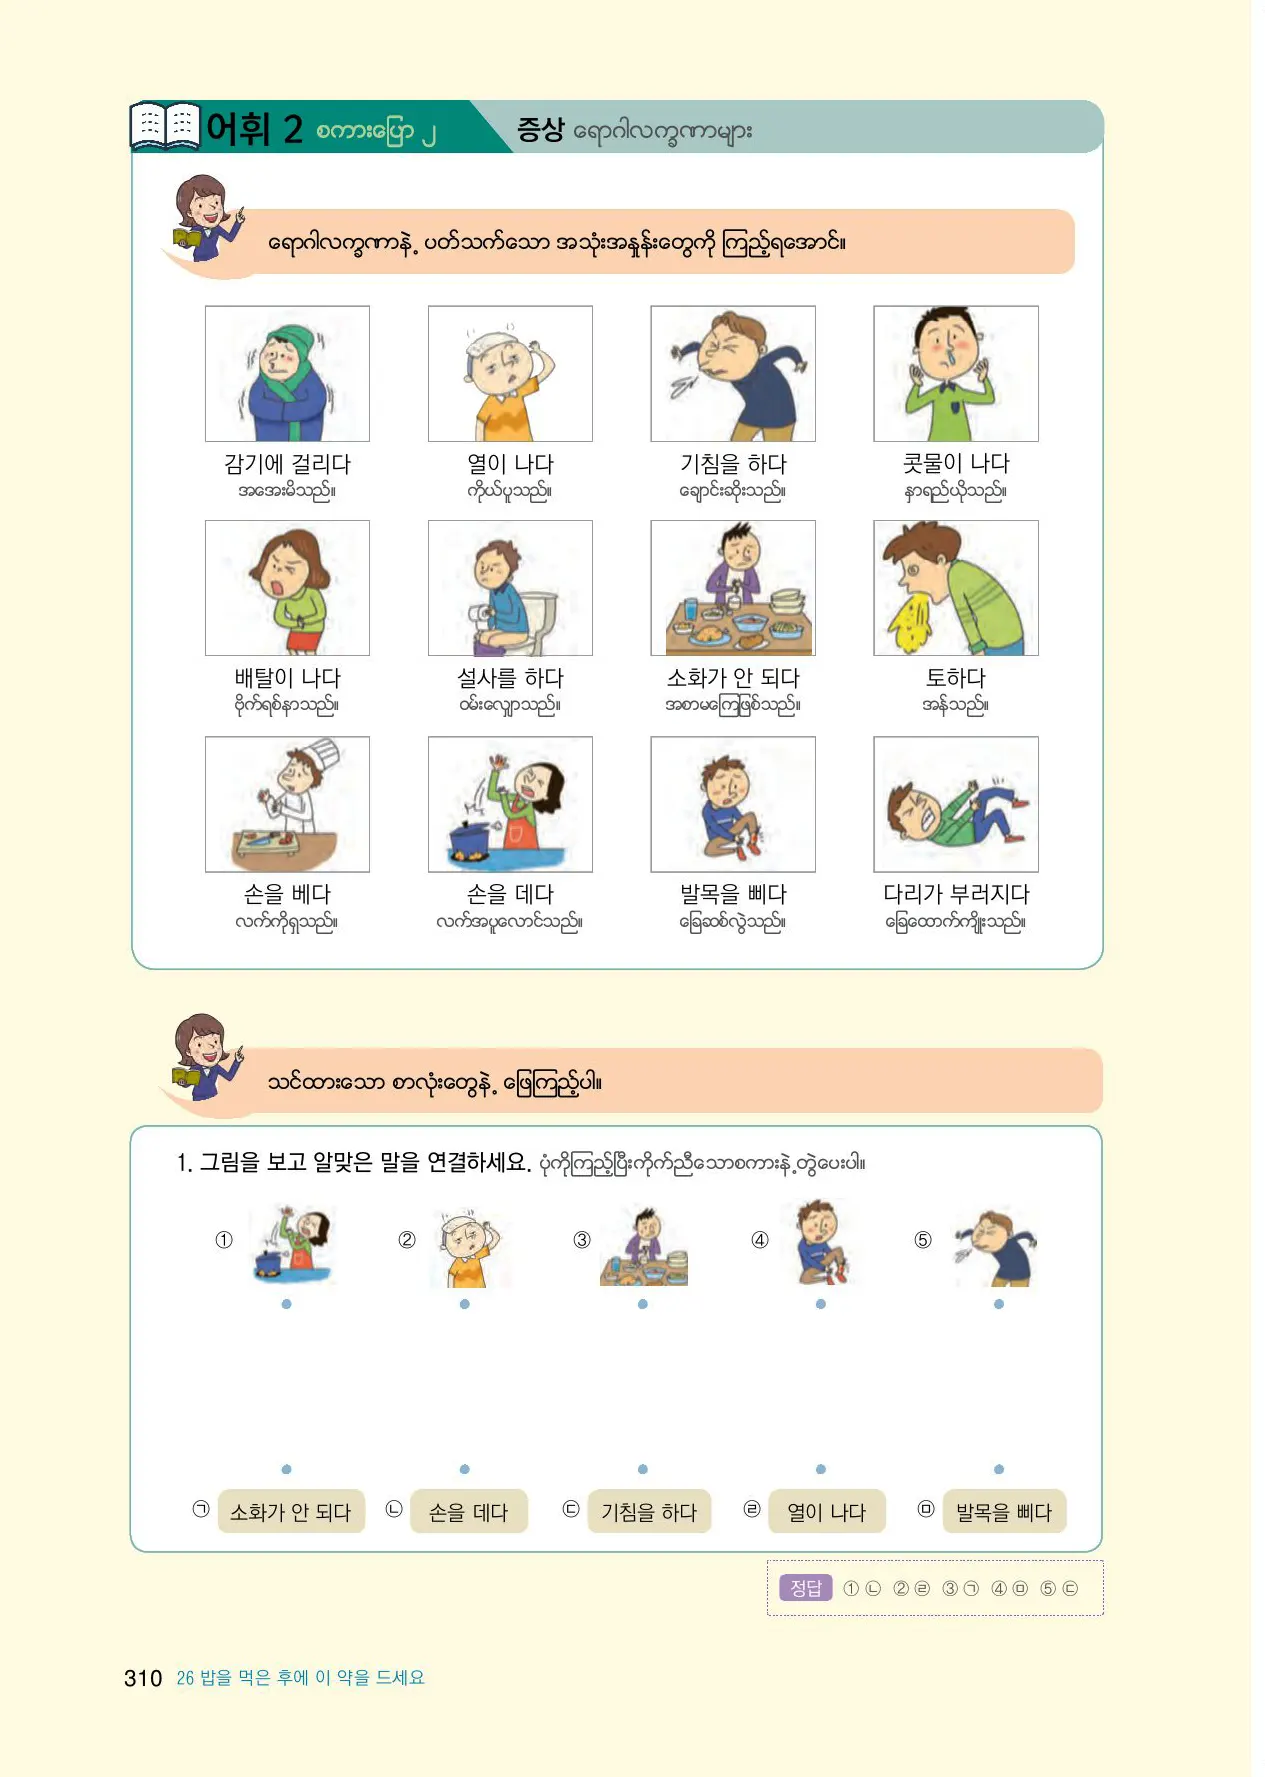 어휘 2 စကားပြော ၂ 증상 ရောဂါလက္ခဏာများ
ရောဂါလက္ခဏာနဲ့ ပတ်သက်သော အသုံးအနှုန်းတွေကို ကြည့်ရအောင်။
감기에 걸리다 열이 나다 기침을 하다 콧물이 나다
အအေးမိသည်။ ကိုယ်ပူသည်။ ချောင်းဆိုးသည်။ နှာရည်ယိုသည်။
배탈이 나다 설사를 하다 소화가 안 되다 토하다
ဗိုက်ရစ်နာသည်။ ဝမ်းလျှောသည်။ အစာမကြေဖြစ်သည်။ အန်သည်။
손을 베다 손을 데다 발목을 삐다 다리가 부러지다
လက်ကိုရှသည်။ လက်အပူလောင်သည်။ ခြေဆစ်လွဲသည်။ ခြေထောက်ကျိုးသည်။
သင်ထားသော စာလုံးတွေနဲ့ ဖြေကြည့်ပါ။
1. 그림을 보고 알맞은 말을 연결하세요. ပုံကိုကြည့်ပြီးကိုက်ညီသောစကားနဲ့တွဲပေးပါ။
① ② ③ ④ ⑤
㉠ 소화가 안 되다 ㉡ 손을 데다 ㉢ 기침을 하다 ㉣ 열이 나다 ㉤ 발목을 삐다
정답 ① ㉡ ② ㉣ ③ ㉠ ④ ㉤ ⑤ ㉢
310 26 밥을 먹은 후에 이 약을 드세요